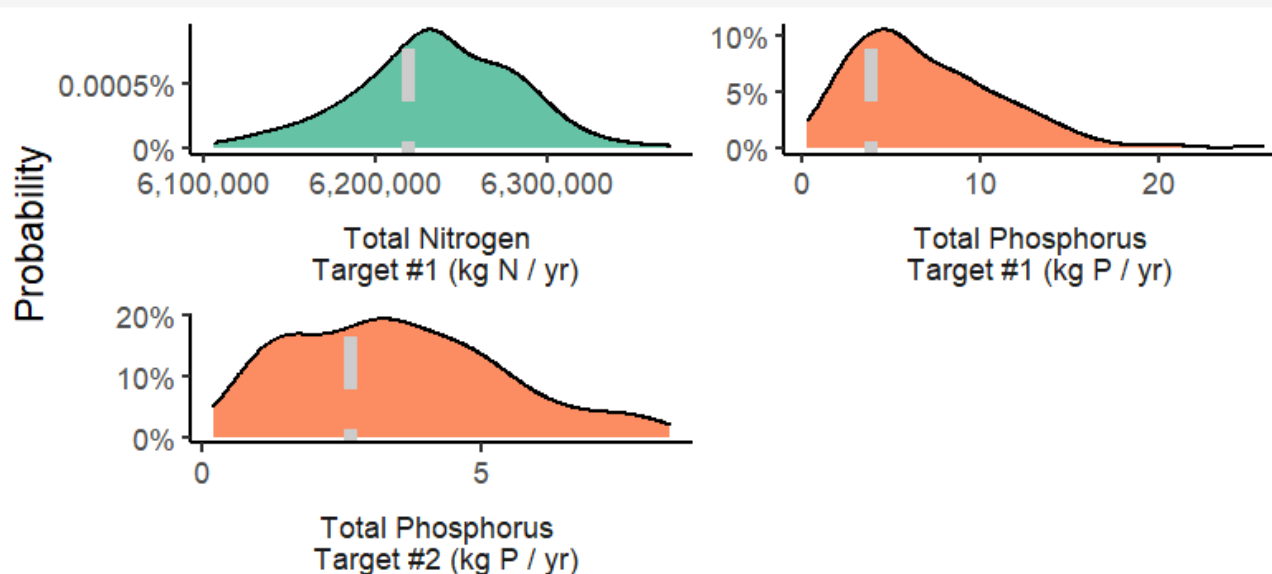 Probability
0.0005%
0%
6,100,000 6,200,000 6,300,000
Total Nitrogen
Target #1 (kg N / yr)
10%
5%
0%
0 10 20
Total Phosphorus
Target #1 (kg P / yr)
20%
10%
0%
0 5
Total Phosphorus
Target #2 (kg P / yr)